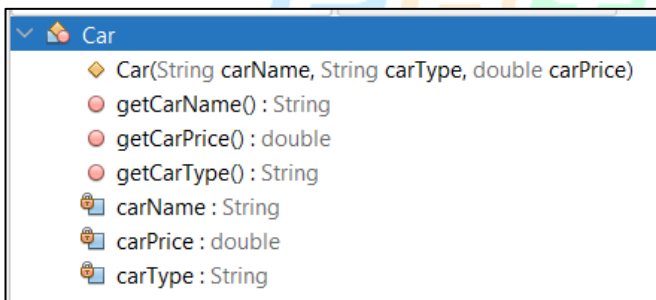 Car
Car(String carName, String carType, double carPrice)
getCarName() : String
getCarPrice() : double
getCarType() : String
carName : String
carPrice : double
carType : String